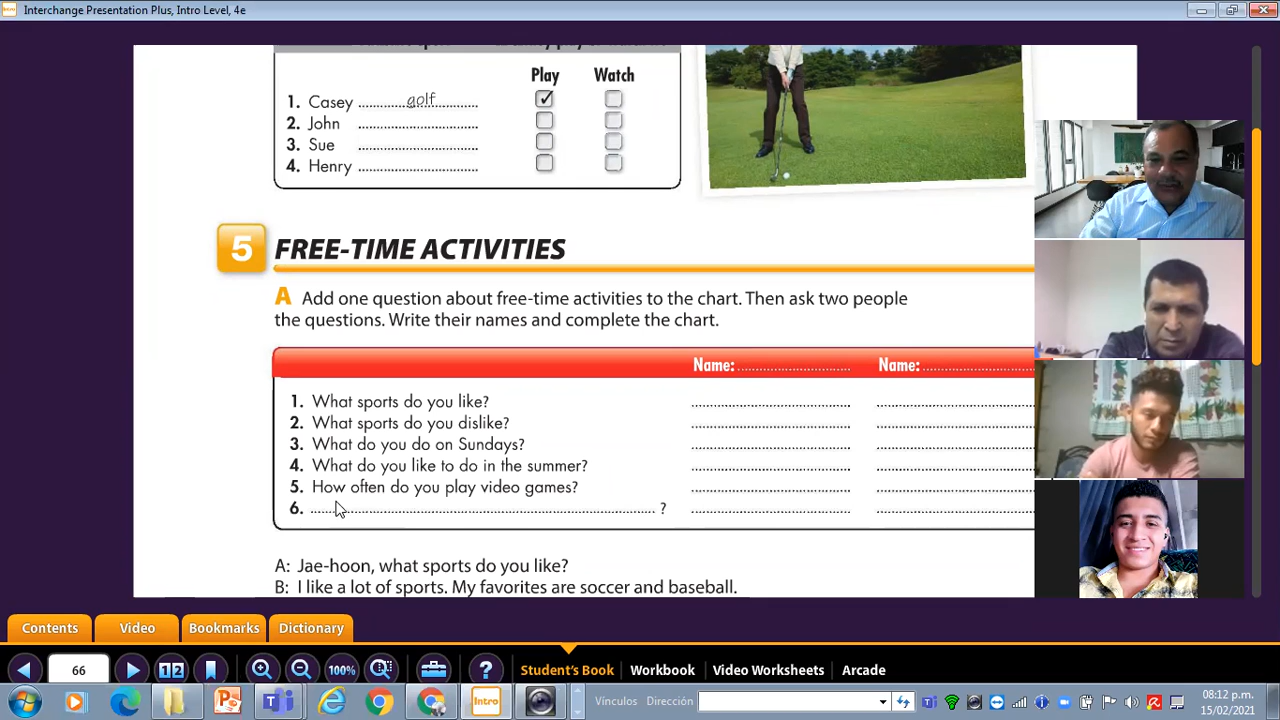 Interchange Presentation Plus, Intro Level, 4e
Play Watch
1. Casey golf
2. John
3. Sue
4. Henry
5 FREE-TIME ACTIVITIES
A Add one question about free-time activities to the chart. Then ask two people
the questions. Write their names and complete the chart.
Name: Name:
1. What sports do you like?
2. What sports do you dislike?
3. What do you do on Sundays?
4. What do you like to do in the summer?
5. How often do you play video games?
6. ?
A: Jae-hoon, what sports do you like?
B: I like a lot of sports. My favorites are soccer and baseball.
Contents Video Bookmarks Dictionary
66 12 100% ? Student's Book Workbook Video Worksheets Arcade
Intro Vínculos Dirección 08:12 p.m.
15/02/2021